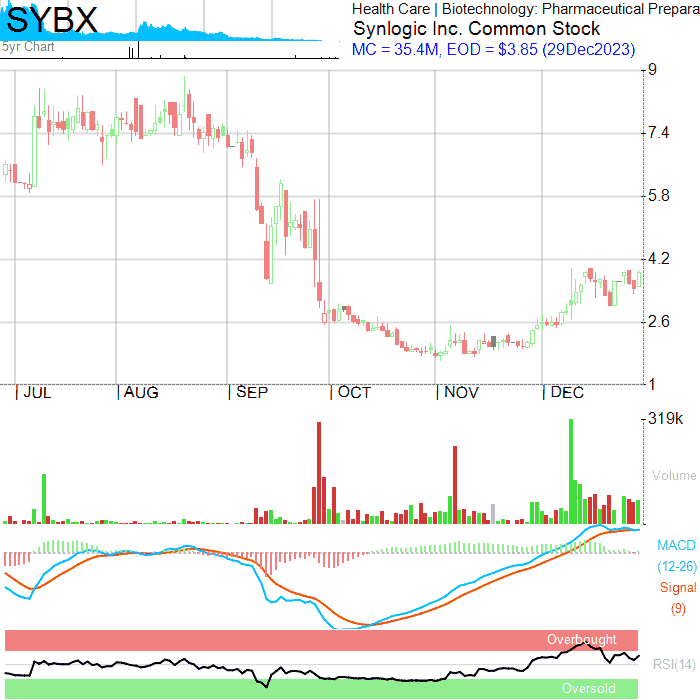 SYBX
5yr Chart
Health Care | Biotechnology: Pharmaceutical Prepara
Synlogic Inc. Common Stock
MC = 35.4M, EOD = $3.85 (29Dec2023)
9
7.4
5.8
4.2
2.6
1
JUL
AUG
SEP
OCT
NOV
DEC
319k
Volume
MACD
(12-26)
Signal
(9)
Overbought
RSI(14)
Oversold